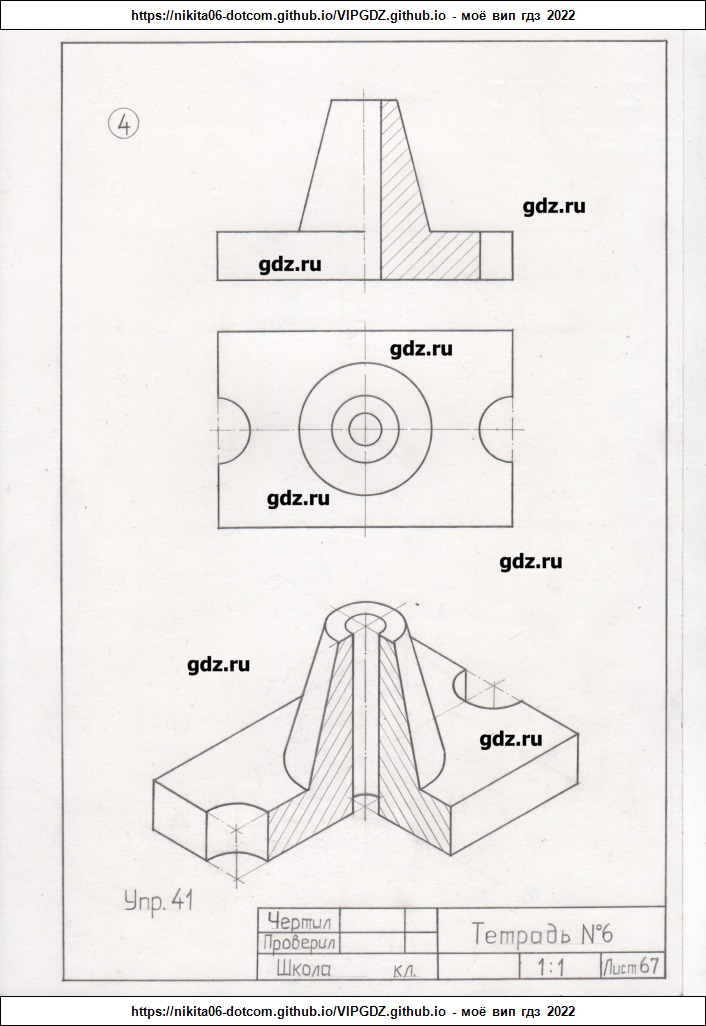 https://nikita06-dotcom.github.io/VIPGDZ.github.io - моё вип гдз 2022
4
gdz.ru
gdz.ru
gdz.ru
gdz.ru
gdz.ru
gdz.ru
gdz.ru
Упр. 41
Чертил
Проверил
Тетрадь №6
Школа кл.
1:1
Лист 67
https://nikita06-dotcom.github.io/VIPGDZ.github.io - моё вип гдз 2022